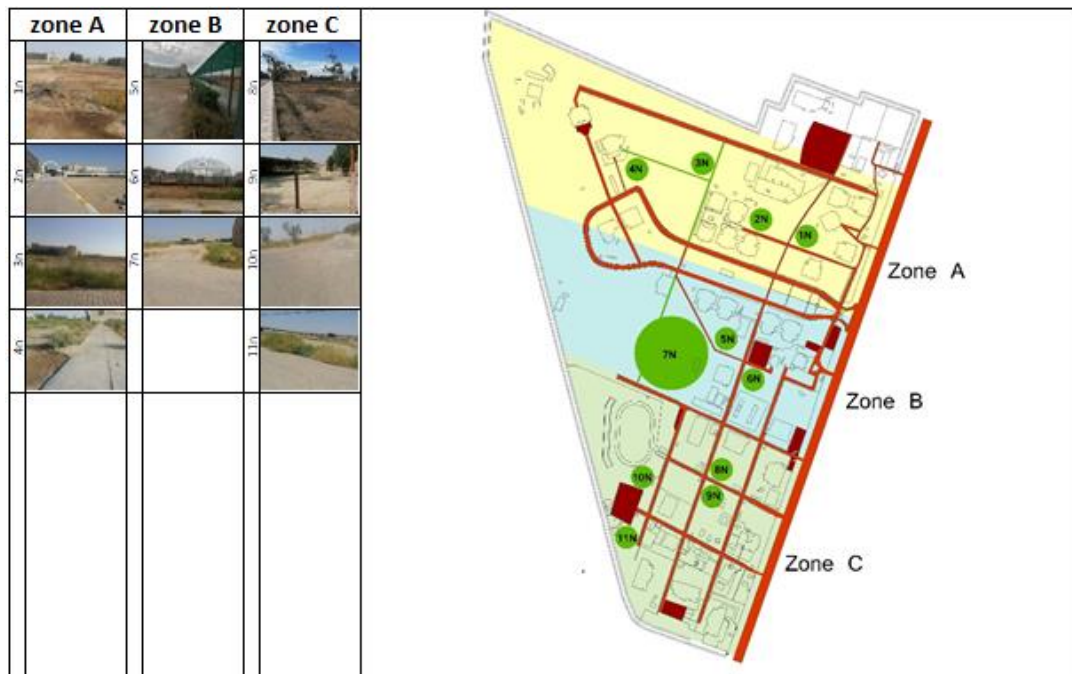 zone A zone B zone C
1n 5n 8n
2n 6n 9n
3n 7n 10n
4n 11n
3N
4N
2N
1N
Zone A
5N
7N
6N
Zone B
8N
10N
9N
11N
Zone C